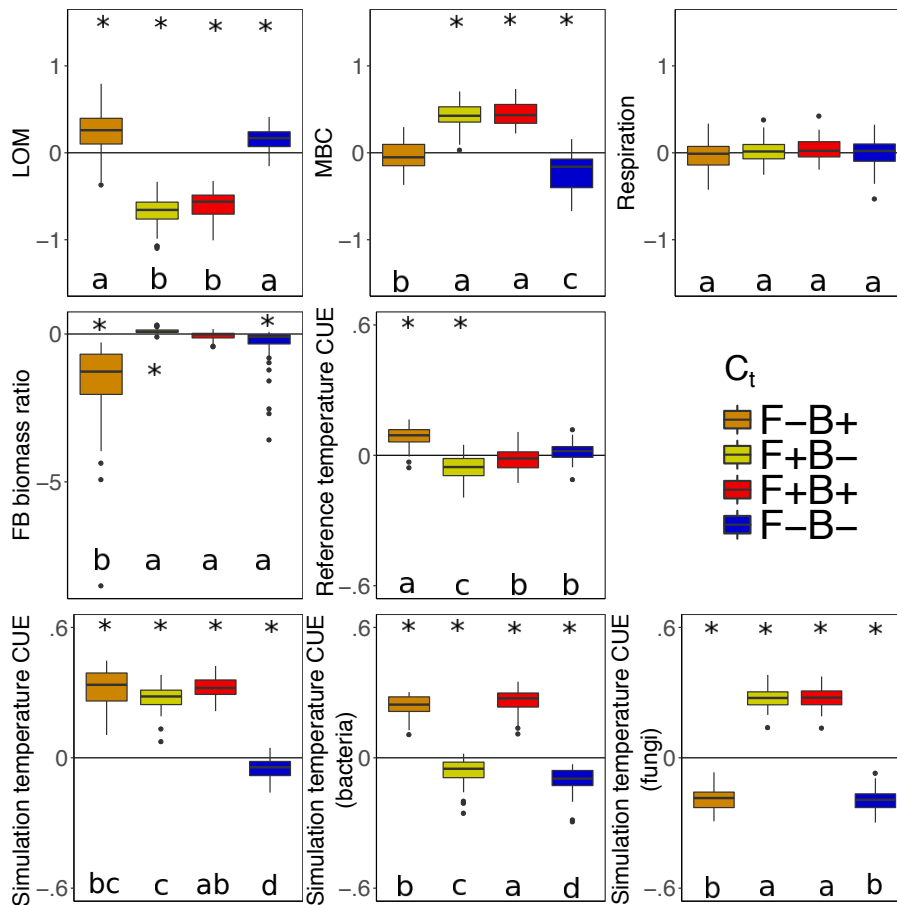 * * * *
1
0
−1
LOM
a b b a
* * *
1
0
−1
MBC
b a a c
1
0
−1
Respiration
a a a a
* *
*
0
−5
FB biomass ratio
b a a a
* *
.6
0
−.6
Reference temperature CUE
a c b b
Ct
F−B+
F+B−
F+B+
F−B−
* * * *
.6
0
−.6
Simulation temperature CUE
bc c ab d
* * * *
.6
0
−.6
Simulation temperature CUE
(bacteria)
b c a d
* * * *
.6
0
−.6
Simulation temperature CUE
(fungi)
b a a b